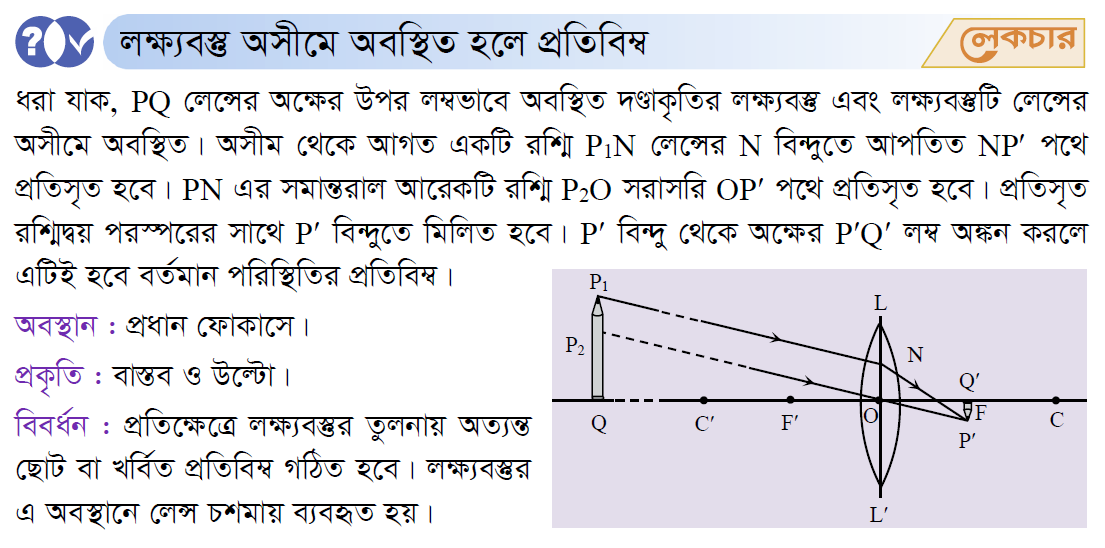 লক্ষ্যবস্তু অসীমে অবস্থিত হলে প্রতিবিম্ব
লেকচার
ধরা যাক, PQ লেন্সের অক্ষের উপর লম্বভাবে অবস্থিত দণ্ডাকৃতির লক্ষ্যবস্তু এবং লক্ষ্যবস্তুটি লেন্সের
অসীমে অবস্থিত। অসীম থেকে আগত একটি রশ্মি P₁N লেন্সের N বিন্দুতে আপতিত NP′ পথে
প্রতিসৃত হবে। PN এর সমান্তরাল আরেকটি রশ্মি P₂O সরাসরি OP′ পথে প্রতিসৃত হবে। প্রতিসৃত
রশ্মিদ্বয় পরস্পরের সাথে P′ বিন্দুতে মিলিত হবে। P′ বিন্দু থেকে অক্ষের P′Q′ লম্ব অঙ্কন করলে
এটিই হবে বর্তমান পরিস্থিতির প্রতিবিম্ব।
অবস্থান : প্রধান ফোকাসে।
প্রকৃতি : বাস্তব ও উল্টো।
বিবর্ধন : প্রতিক্ষেত্রে লক্ষ্যবস্তুর তুলনায় অত্যন্ত
ছোট বা খর্বিত প্রতিবিম্ব গঠিত হবে। লক্ষ্যবস্তুর
এ অবস্থানে লেন্স চশমায় ব্যবহৃত হয়।
P₁
L
P₂
N
Q′
Q
C′
F′
O
F
C
P′
L′